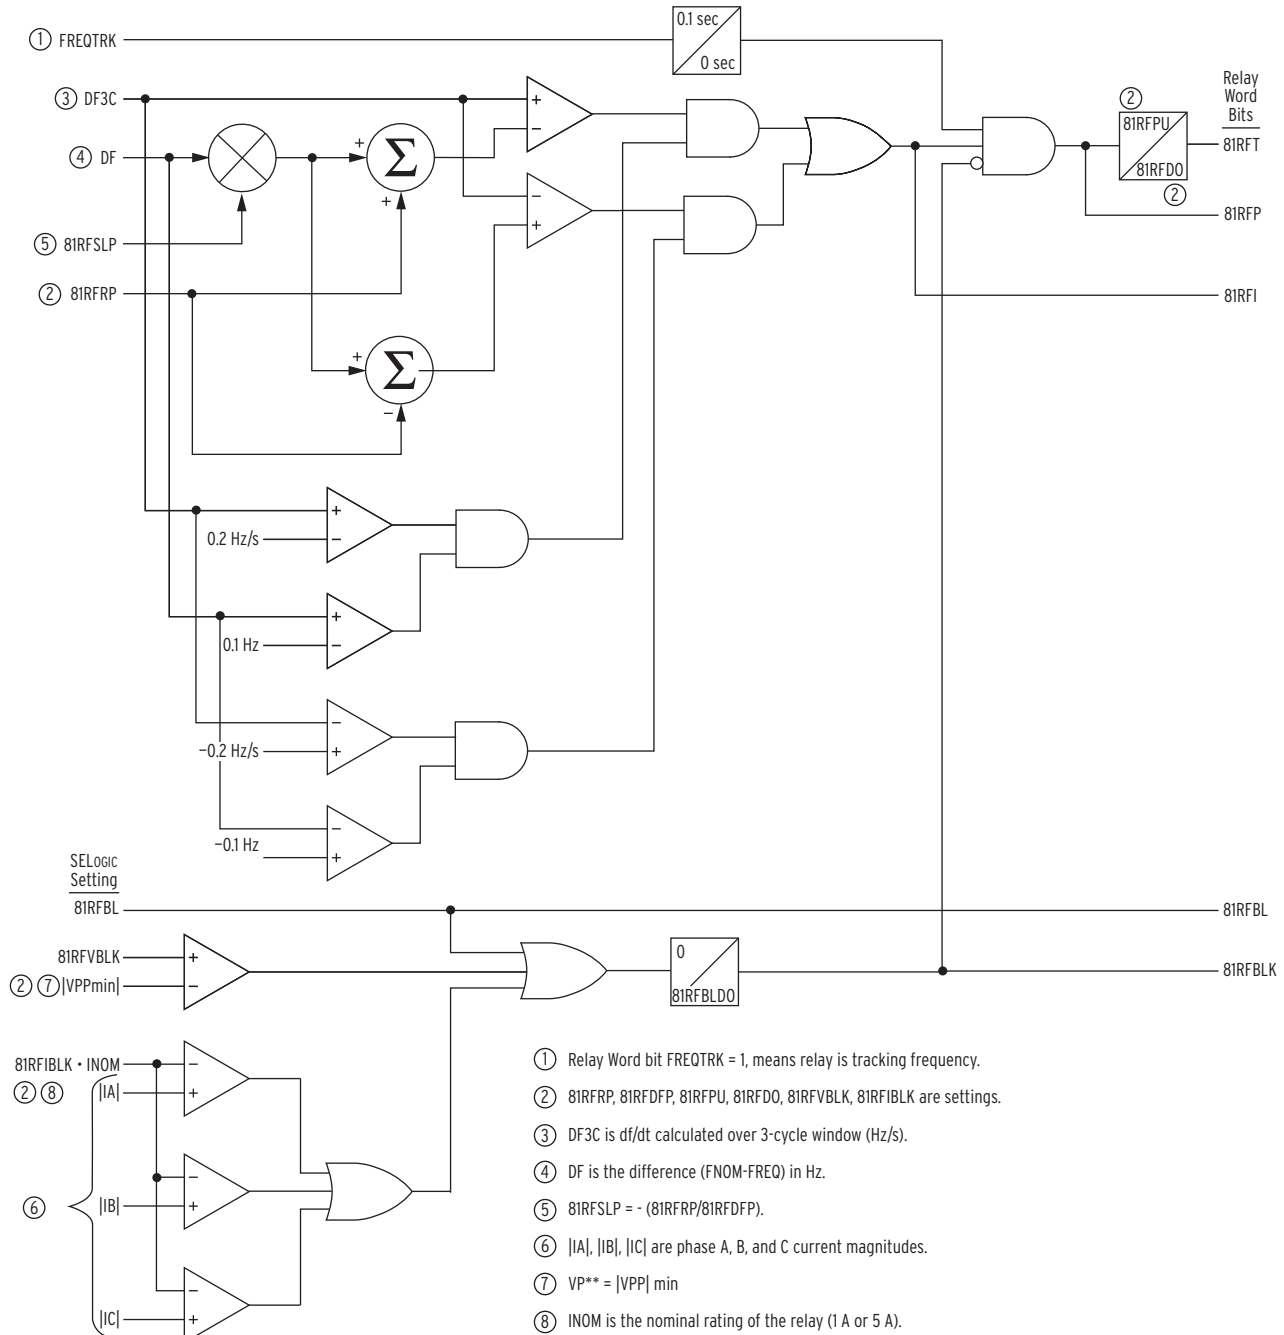 0.1 sec
0 sec
① FREQTRK
Relay
Word
Bits
③ DF3C
+
−
②
81RFPU
81RFDO
②
81RFT
④ DF
+
Σ
+
−
+
81RFP
⑤ 81RFSLP
② 81RFRP
81RFI
+
Σ
−
+
0.2 Hz/s
−
+
0.1 Hz
−
−
−0.2 Hz/s
+
−
−0.1 Hz
+
SELOGIC
Setting
81RFBL
81RFBL
81RFVBLK
+
② ⑦ |VPPmin|
−
0
81RFBLDO
81RFBLK
81RFIBLK • INOM
−
② ⑧
|IA|
+
−
⑥
|IB|
+
−
|IC|
+
① Relay Word bit FREQTRK = 1, means relay is tracking frequency.
② 81RFRP, 81RFDFP, 81RFPU, 81RFDO, 81RFVBLK, 81RFIBLK are settings.
③ DF3C is df/dt calculated over 3-cycle window (Hz/s).
④ DF is the difference (FNOM-FREQ) in Hz.
⑤ 81RFSLP = - (81RFRP/81RFDFP).
⑥ |IA|, |IB|, |IC| are phase A, B, and C current magnitudes.
⑦ VP** = |VPP| min
⑧ INOM is the nominal rating of the relay (1 A or 5 A).